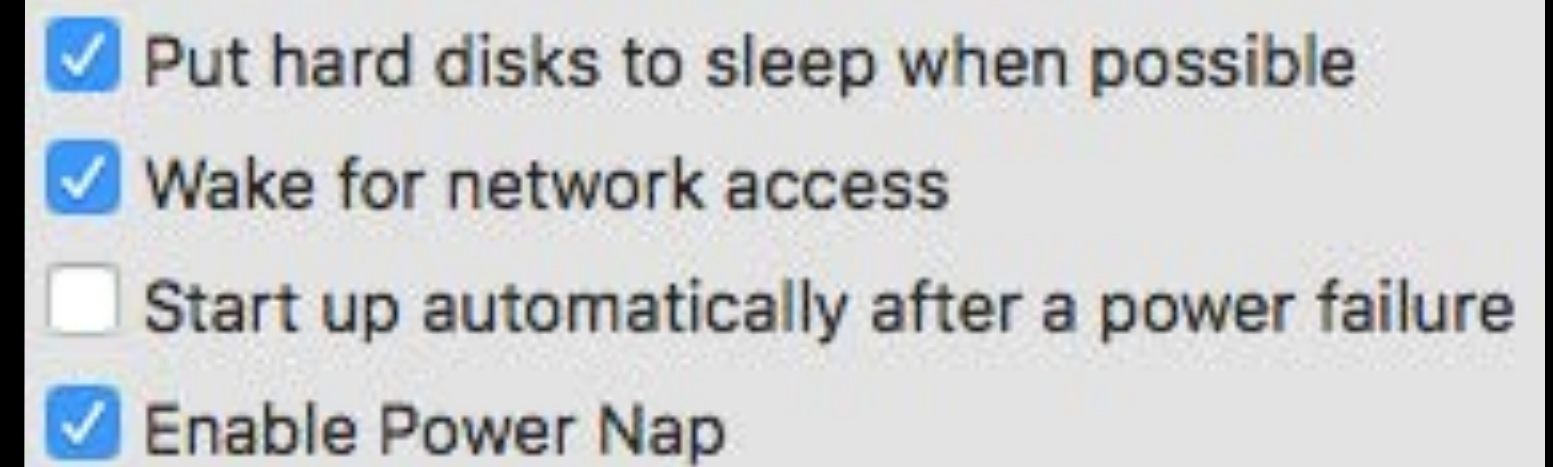 Put hard disks to sleep when possible
Wake for network access
Start up automatically after a power failure
Enable Power Nap